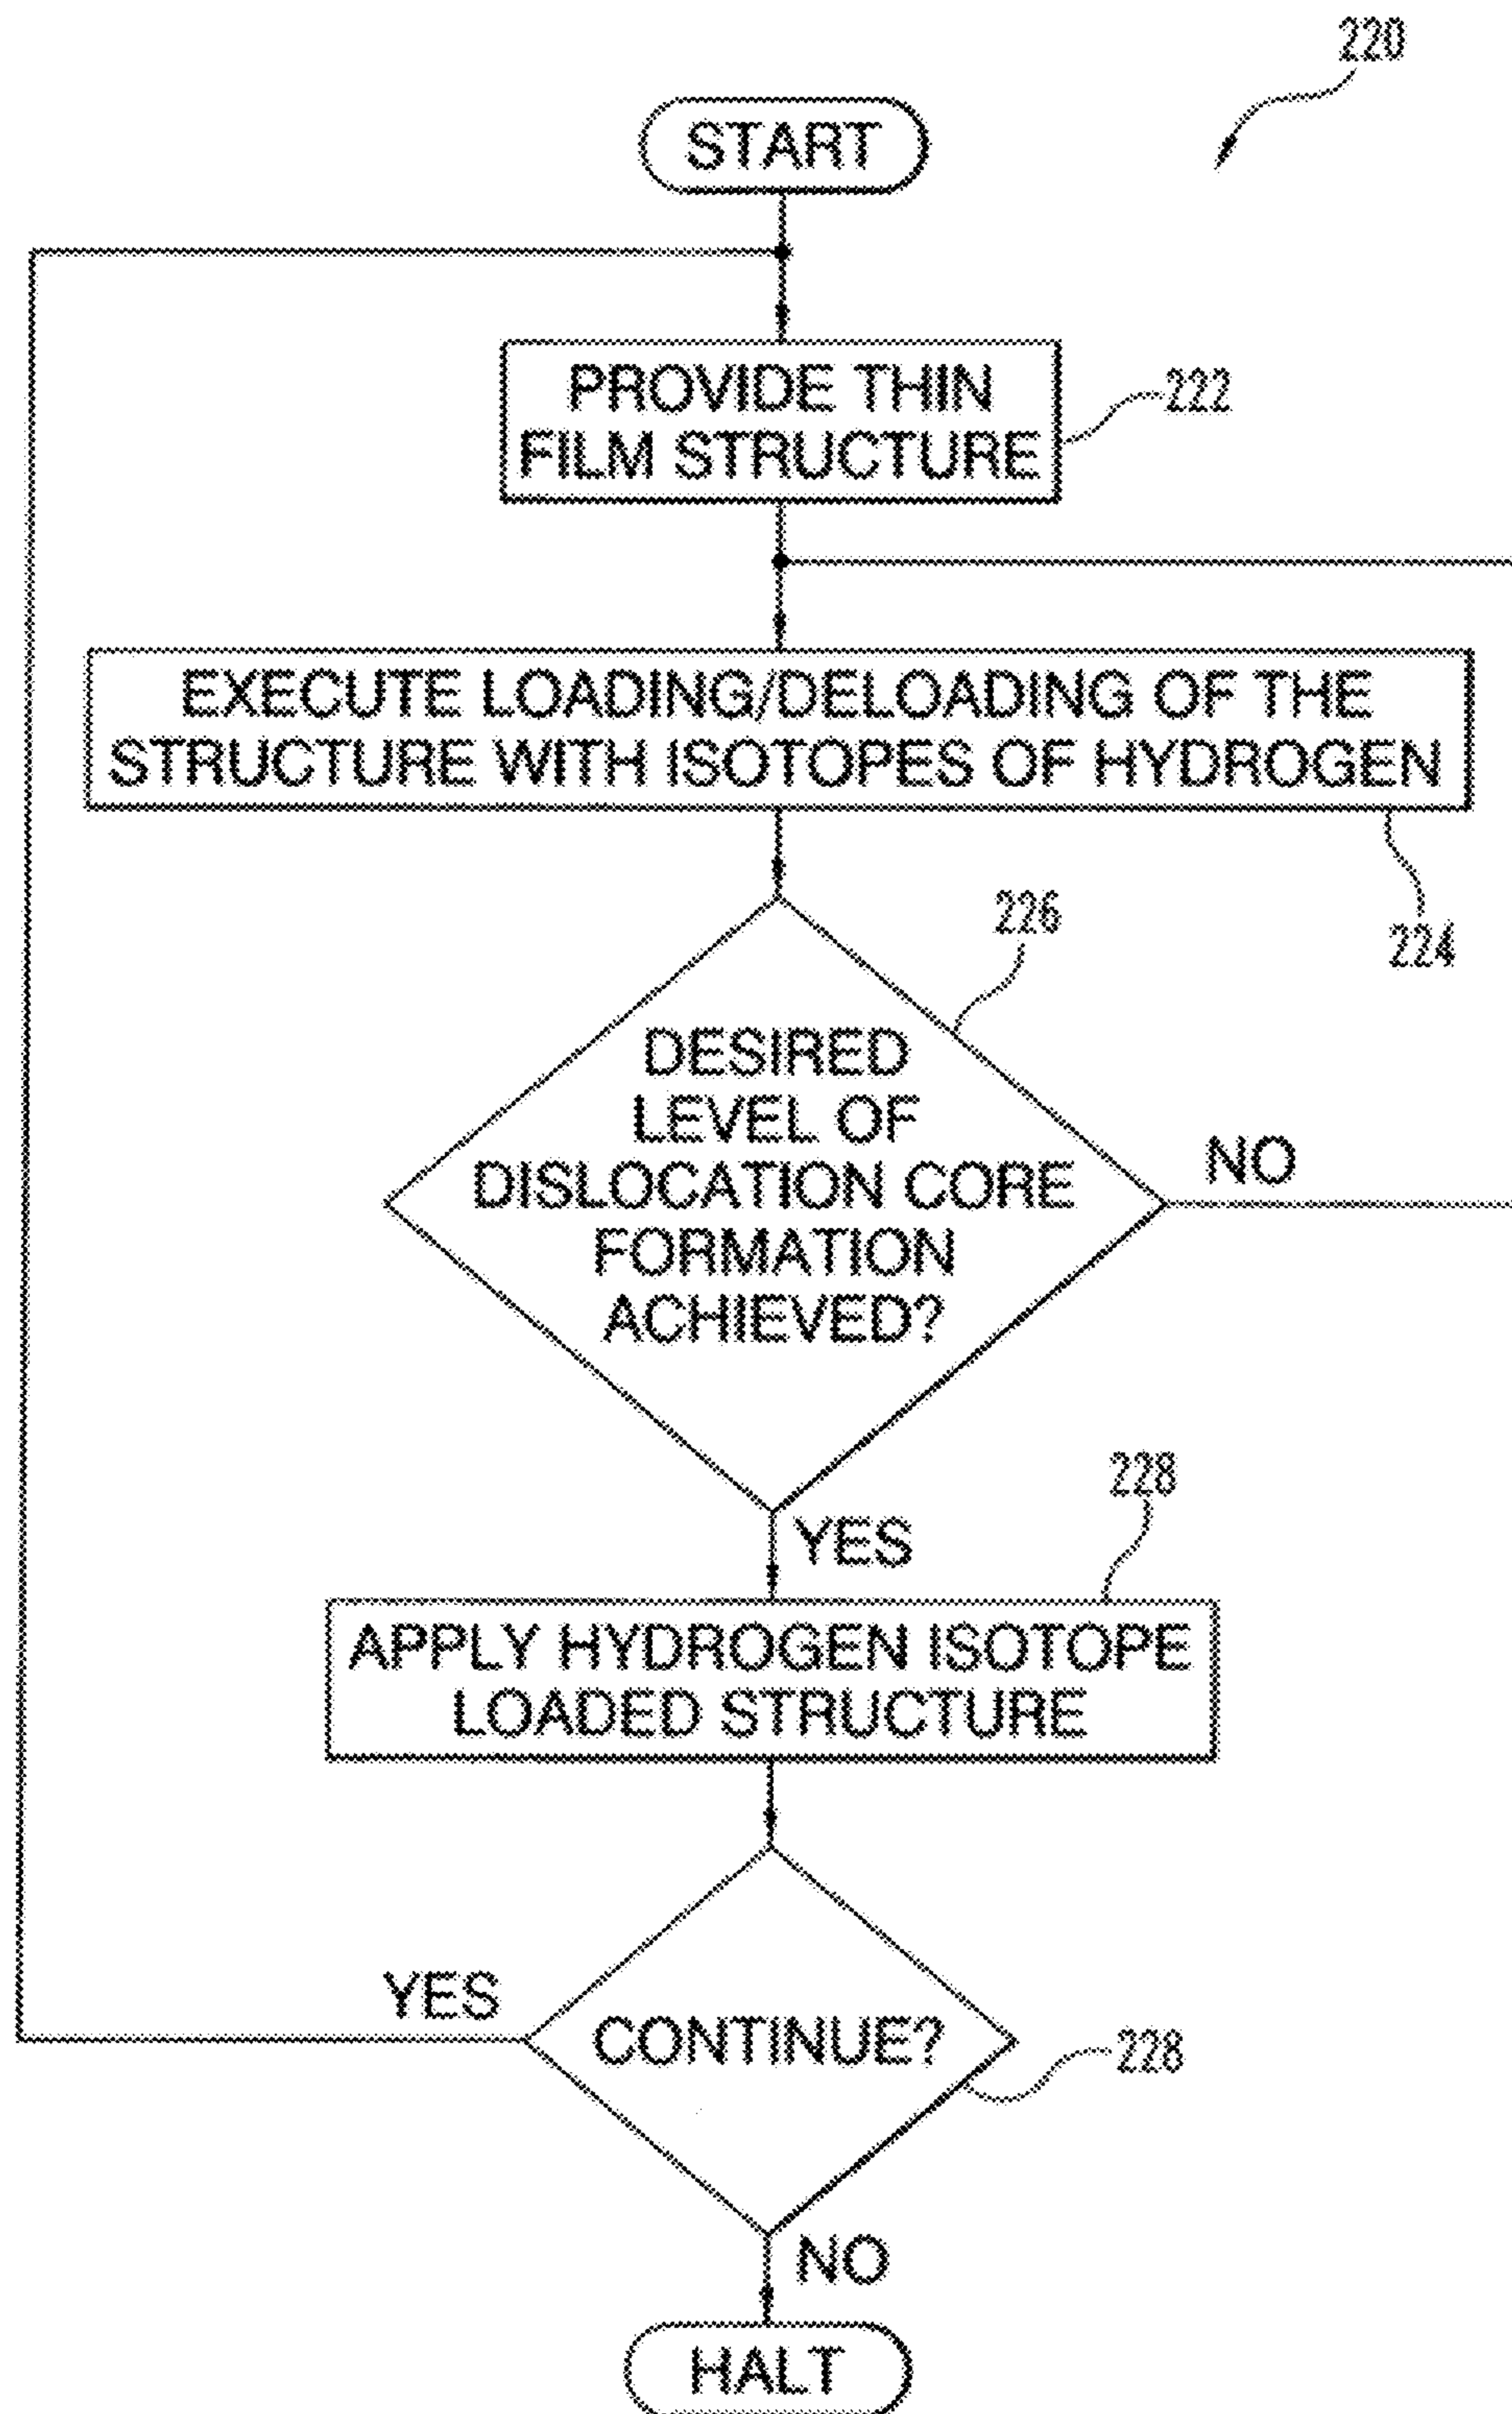 220
START
PROVIDE THIN
FILM STRUCTURE
222
EXECUTE LOADING/DELOADING OF THE
STRUCTURE WITH ISOTOPES OF HYDROGEN
224
226
DESIRED
LEVEL OF
DISLOCATION CORE
FORMATION
ACHIEVED?
NO
YES
228
APPLY HYDROGEN ISOTOPE
LOADED STRUCTURE
YES
CONTINUE?
228
NO
HALT